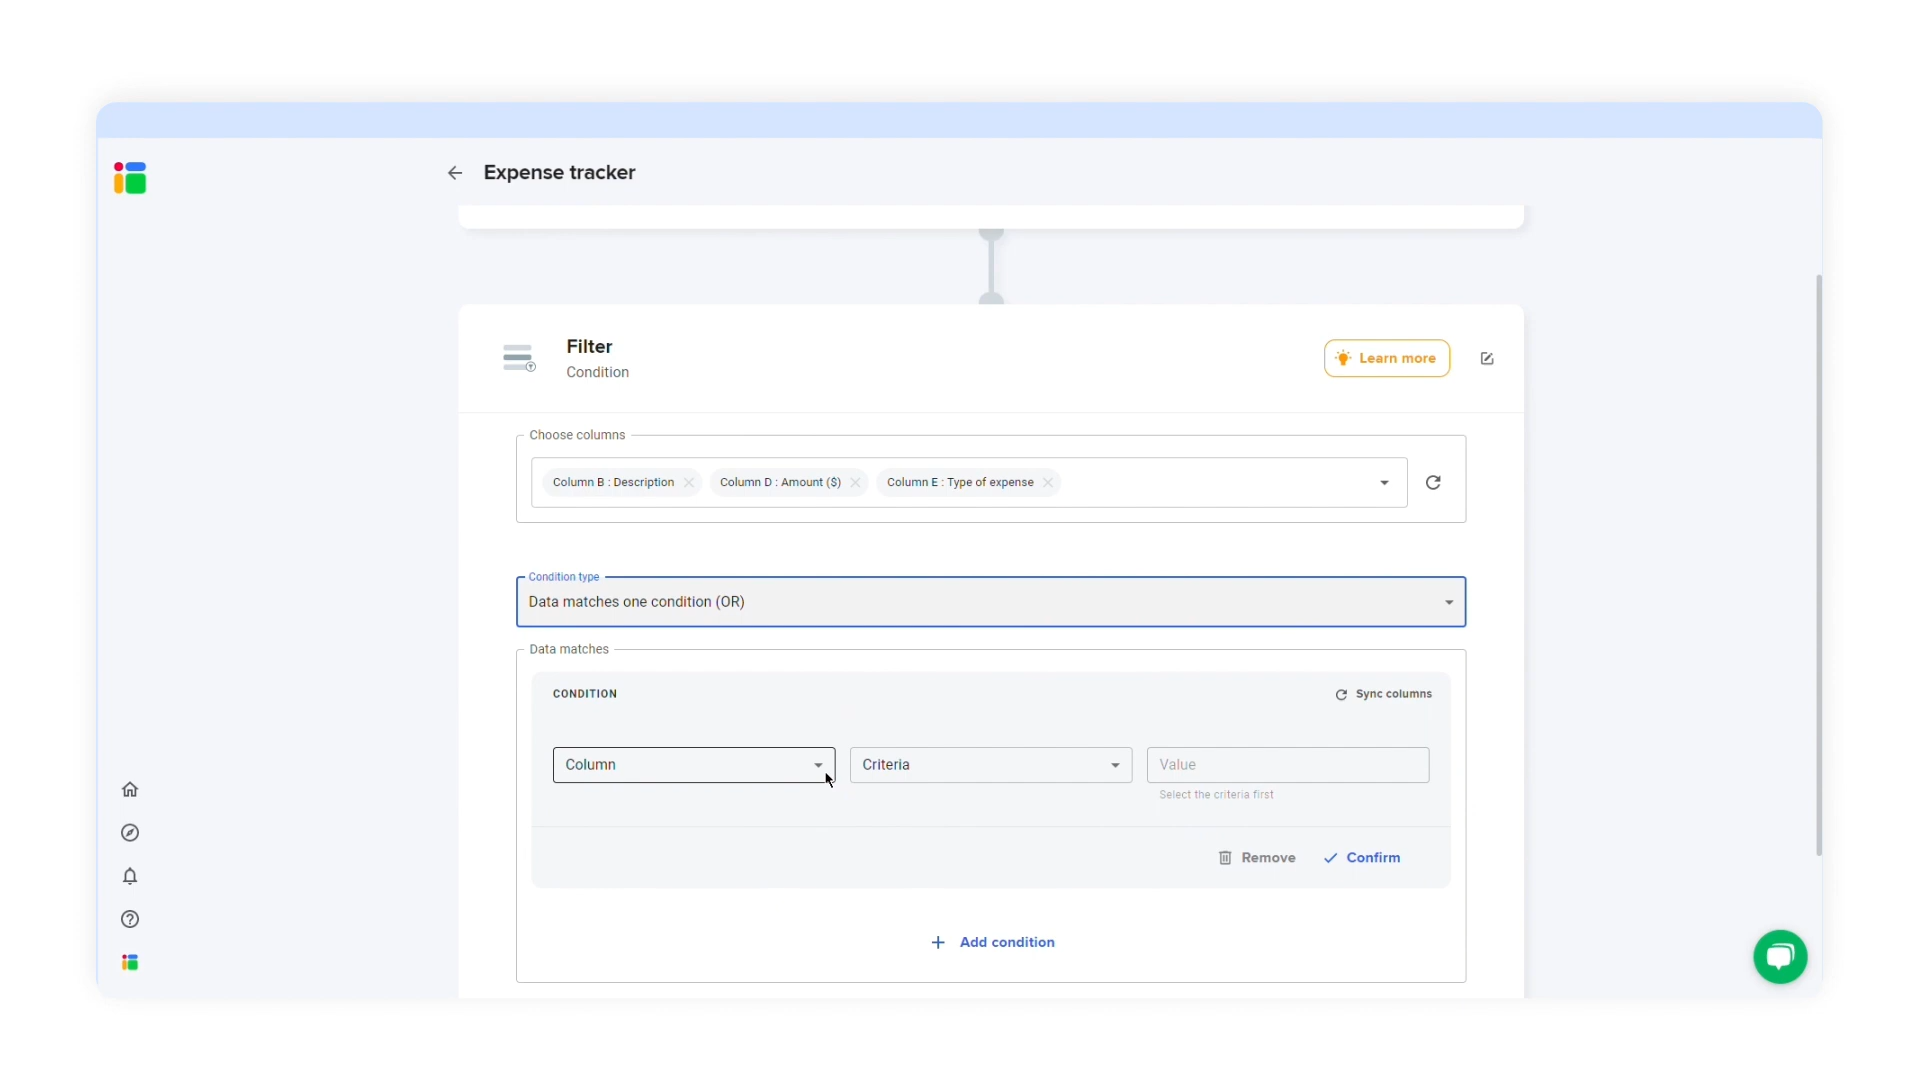 Expense tracker
Filter
Condition
Learn more
Choose columns
Column B : Description
Column D : Amount ($)
Column E : Type of expense
Condition type
Data matches one condition (OR)
Data matches
CONDITION
Sync columns
Column
Criteria
Value
Select the criteria first
Remove
Confirm
Add condition